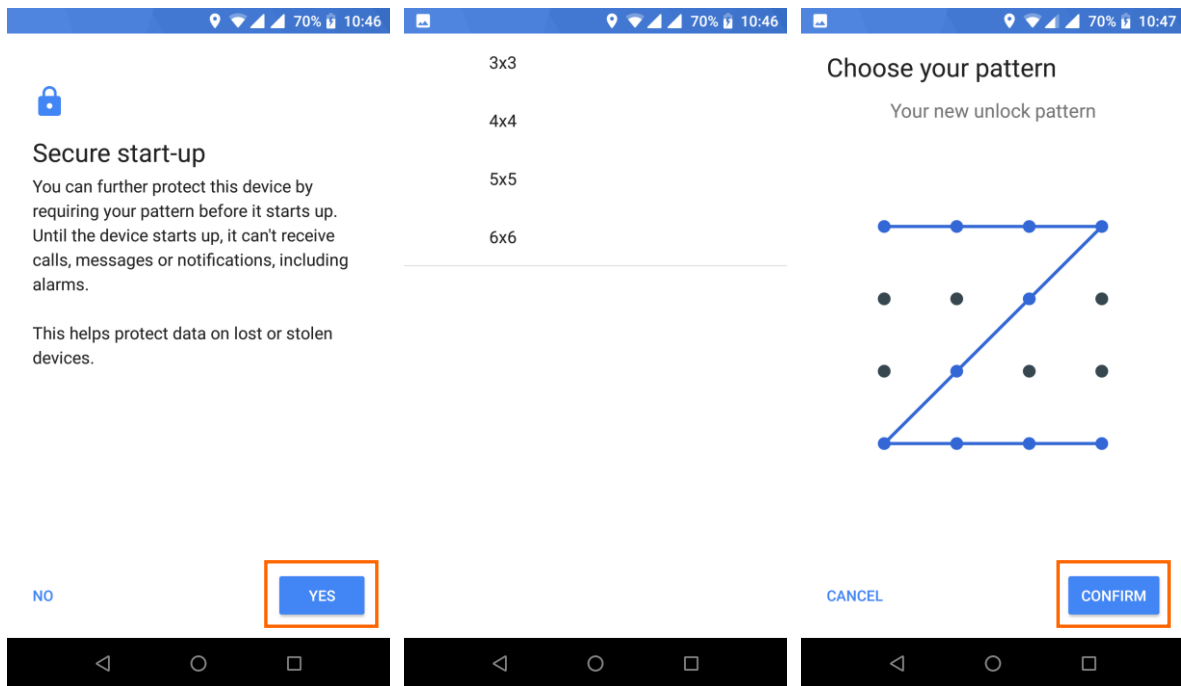 70% 10:46
Secure start-up
You can further protect this device by
requiring your pattern before it starts up.
Until the device starts up, it can't receive
calls, messages or notifications, including
alarms.
This helps protect data on lost or stolen
devices.
NO
YES
70% 10:46
3x3
4x4
5x5
6x6
70% 10:47
Choose your pattern
Your new unlock pattern
CANCEL
CONFIRM